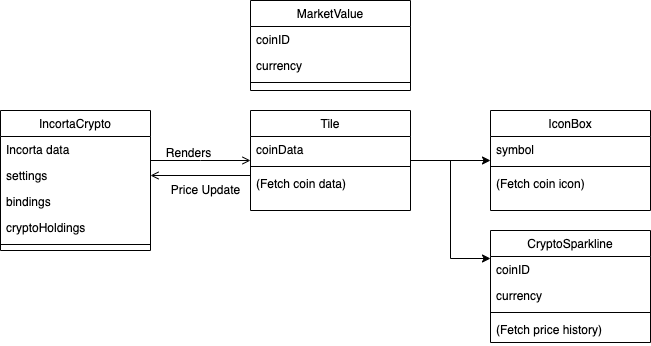 MarketValue
coinID
currency
IncortaCrypto
Incorta data
settings
bindings
cryptoHoldings
Renders
Price Update
Tile
coinData
(Fetch coin data)
IconBox
symbol
(Fetch coin icon)
CryptoSparkline
coinID
currency
(Fetch price history)